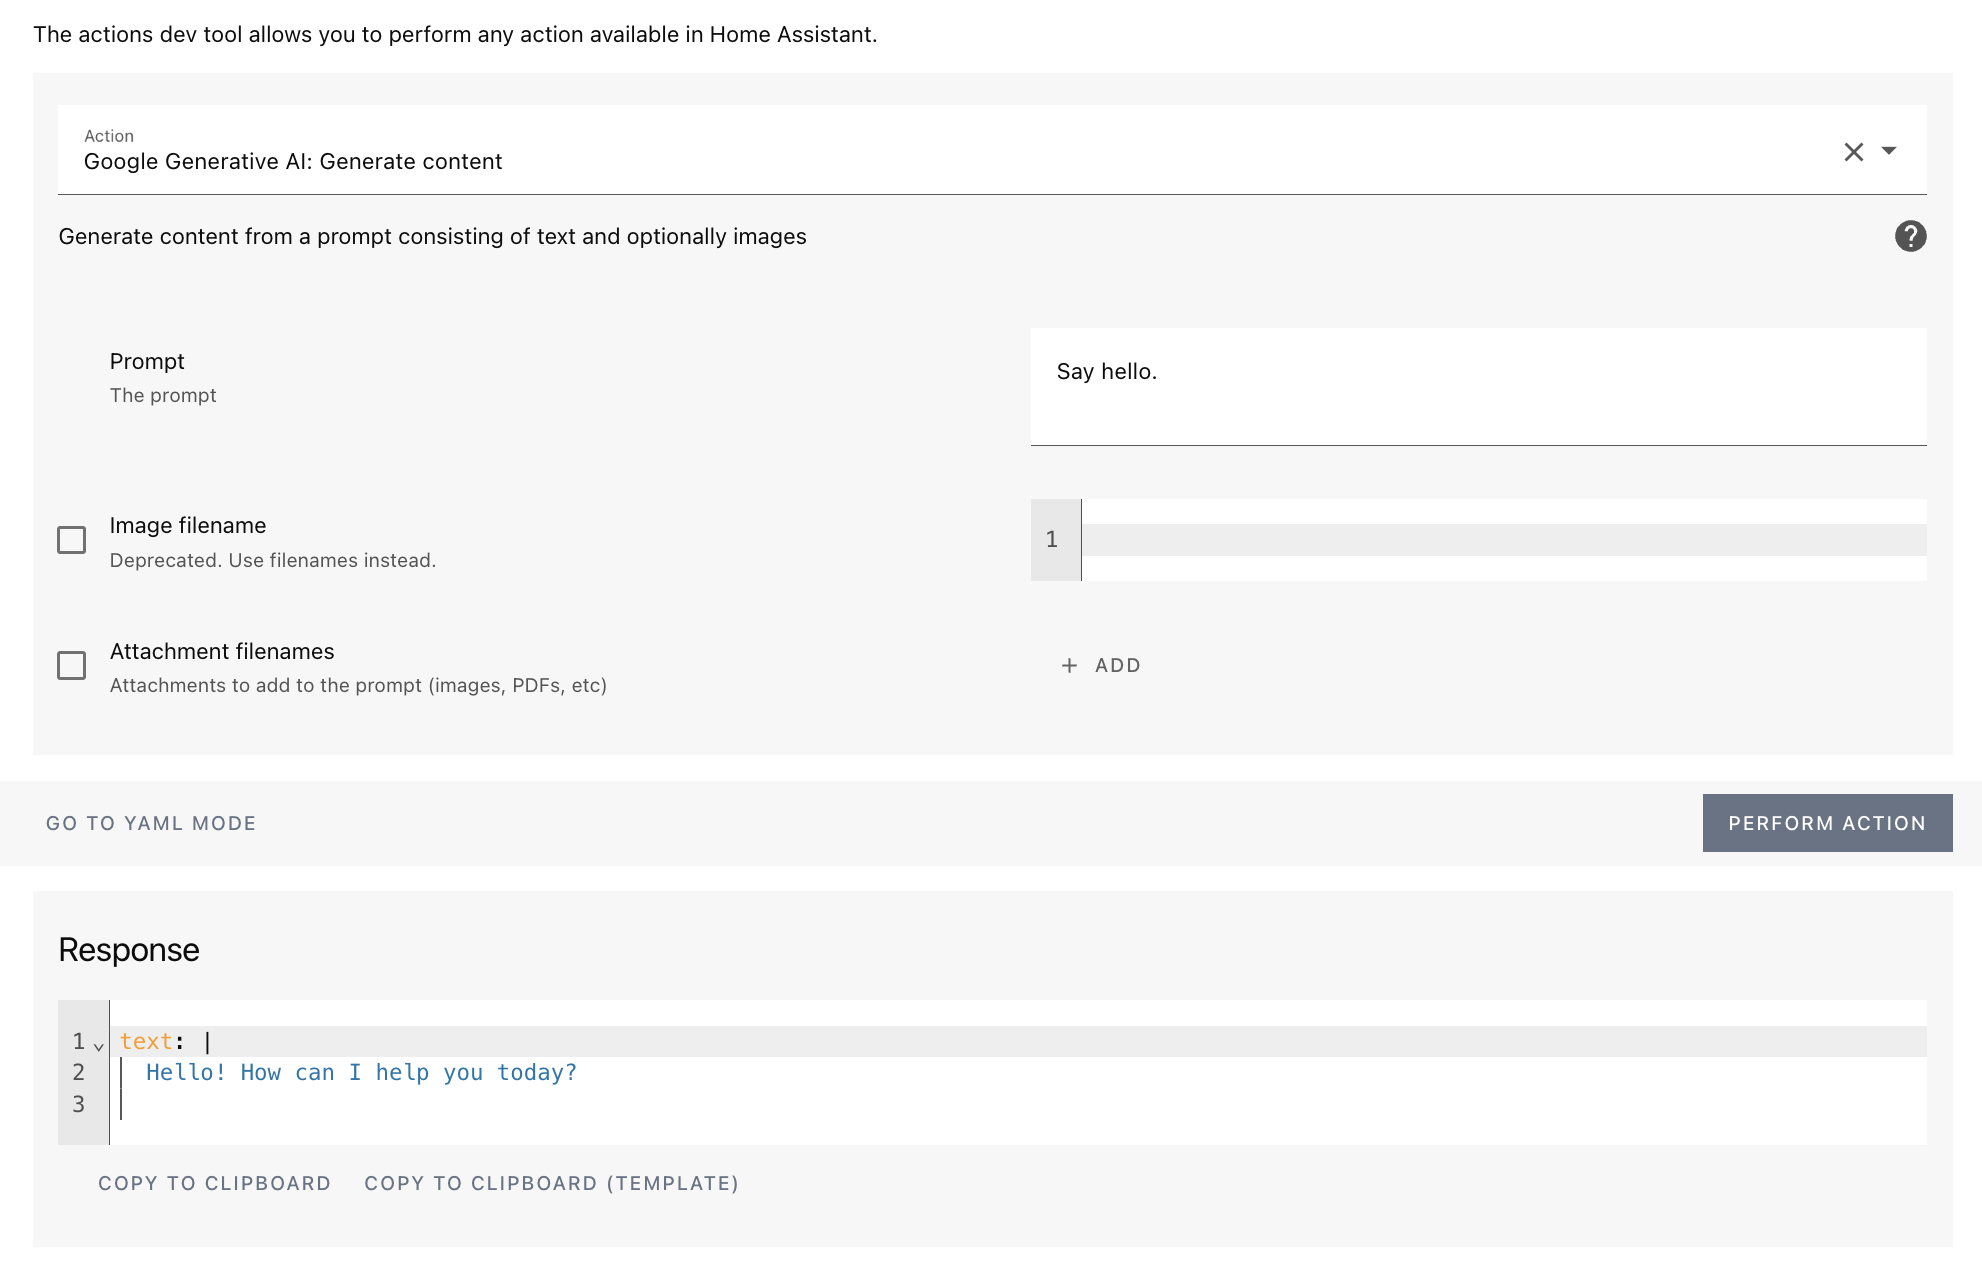 The actions dev tool allows you to perform any action available in Home Assistant.
Action
Google Generative AI: Generate content
Generate content from a prompt consisting of text and optionally images
?
Prompt
The prompt
Say hello.
Image filename
Deprecated. Use filenames instead.
1
Attachment filenames
Attachments to add to the prompt (images, PDFs, etc)
+ ADD
GO TO YAML MODE
PERFORM ACTION
Response
1 text: |
2 Hello! How can I help you today?
3
COPY TO CLIPBOARD COPY TO CLIPBOARD (TEMPLATE)